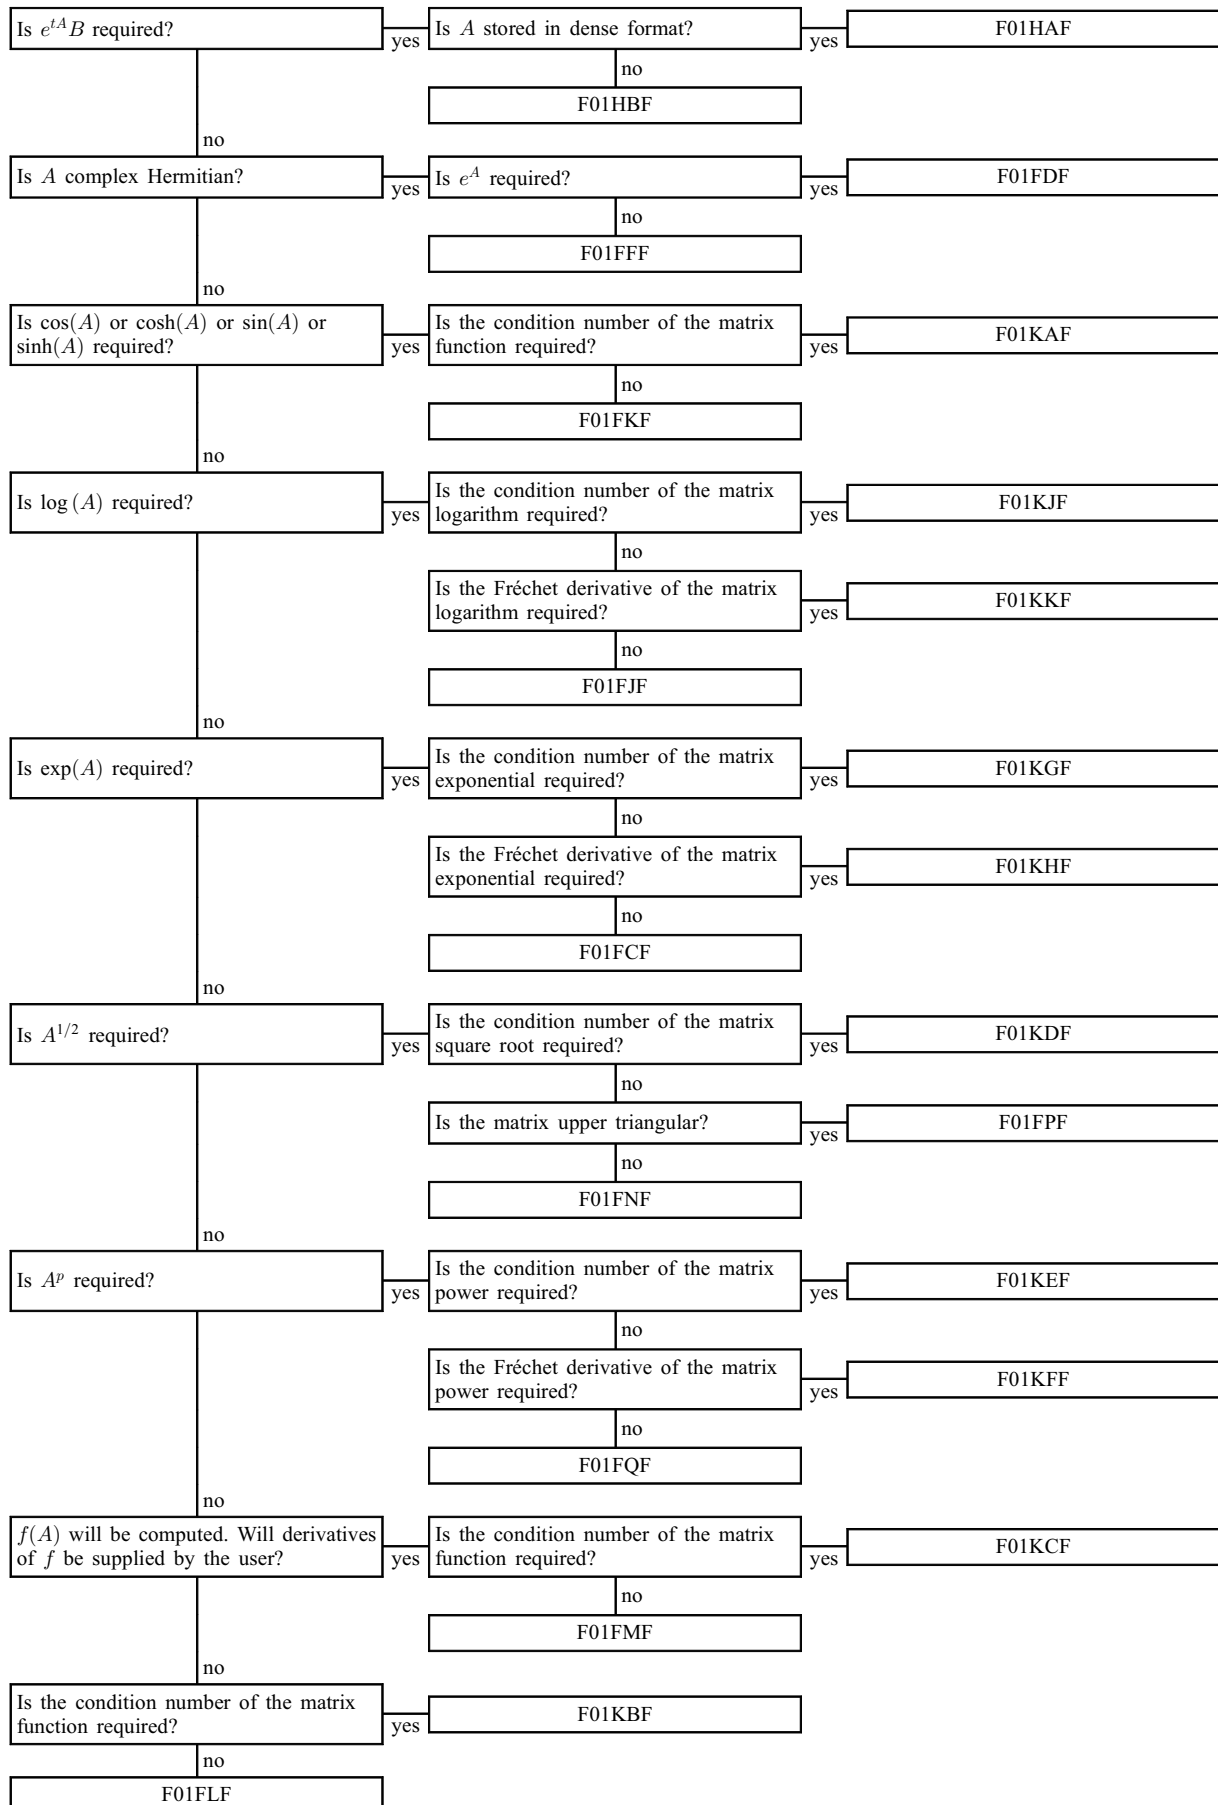 Is e^{tA}B required?
yes
Is A stored in dense format?
yes
F01HAF
no
F01HBF
no
Is A complex Hermitian?
yes
Is e^A required?
yes
F01FDF
no
F01FFF
no
Is cos(A) or cosh(A) or sin(A) or
sinh(A) required?
yes
Is the condition number of the matrix
function required?
yes
F01KAF
no
F01FKF
no
Is log (A) required?
yes
Is the condition number of the matrix
logarithm required?
yes
F01KJF
no
Is the Fréchet derivative of the matrix
logarithm required?
yes
F01KKF
no
F01FJF
no
Is exp(A) required?
yes
Is the condition number of the matrix
exponential required?
yes
F01KGF
no
Is the Fréchet derivative of the matrix
exponential required?
yes
F01KHF
no
F01FCF
no
Is A^{1/2} required?
yes
Is the condition number of the matrix
square root required?
yes
F01KDF
no
Is the matrix upper triangular?
yes
F01FPF
no
F01FNF
no
Is A^p required?
yes
Is the condition number of the matrix
power required?
yes
F01KEF
no
Is the Fréchet derivative of the matrix
power required?
yes
F01KFF
no
F01FQF
no
f(A) will be computed. Will derivatives
of f be supplied by the user?
yes
Is the condition number of the matrix
function required?
yes
F01KCF
no
F01FMF
no
Is the condition number of the matrix
function required?
yes
F01KBF
no
F01FLF